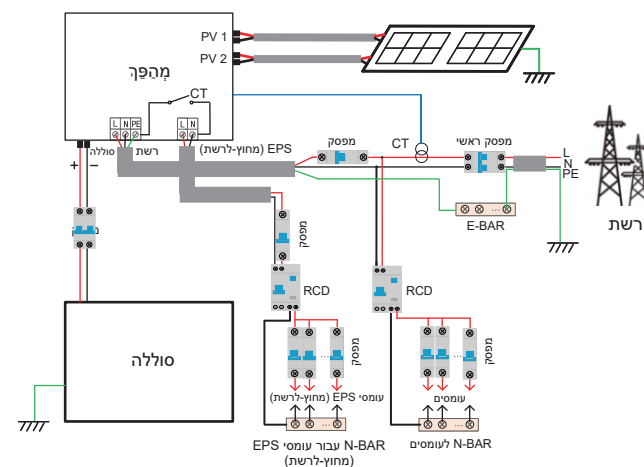 PV 1
PV 2
מְהַפֵּךְ
CT
L N PE
L N
+
–
סוללה
רשת
EPS (מחוץ-לרשת)
מפסק
CT
מפסק ראשי
L
N
PE
רשת
E-BAR
מפסק
RCD
RCD
סוללה
מפסק
מפסק
עומסי EPS (מחוץ-לרשת)
עומסים
N-BAR עבור עומסי EPS
(מחוץ-לרשת)
N-BAR לעומסים